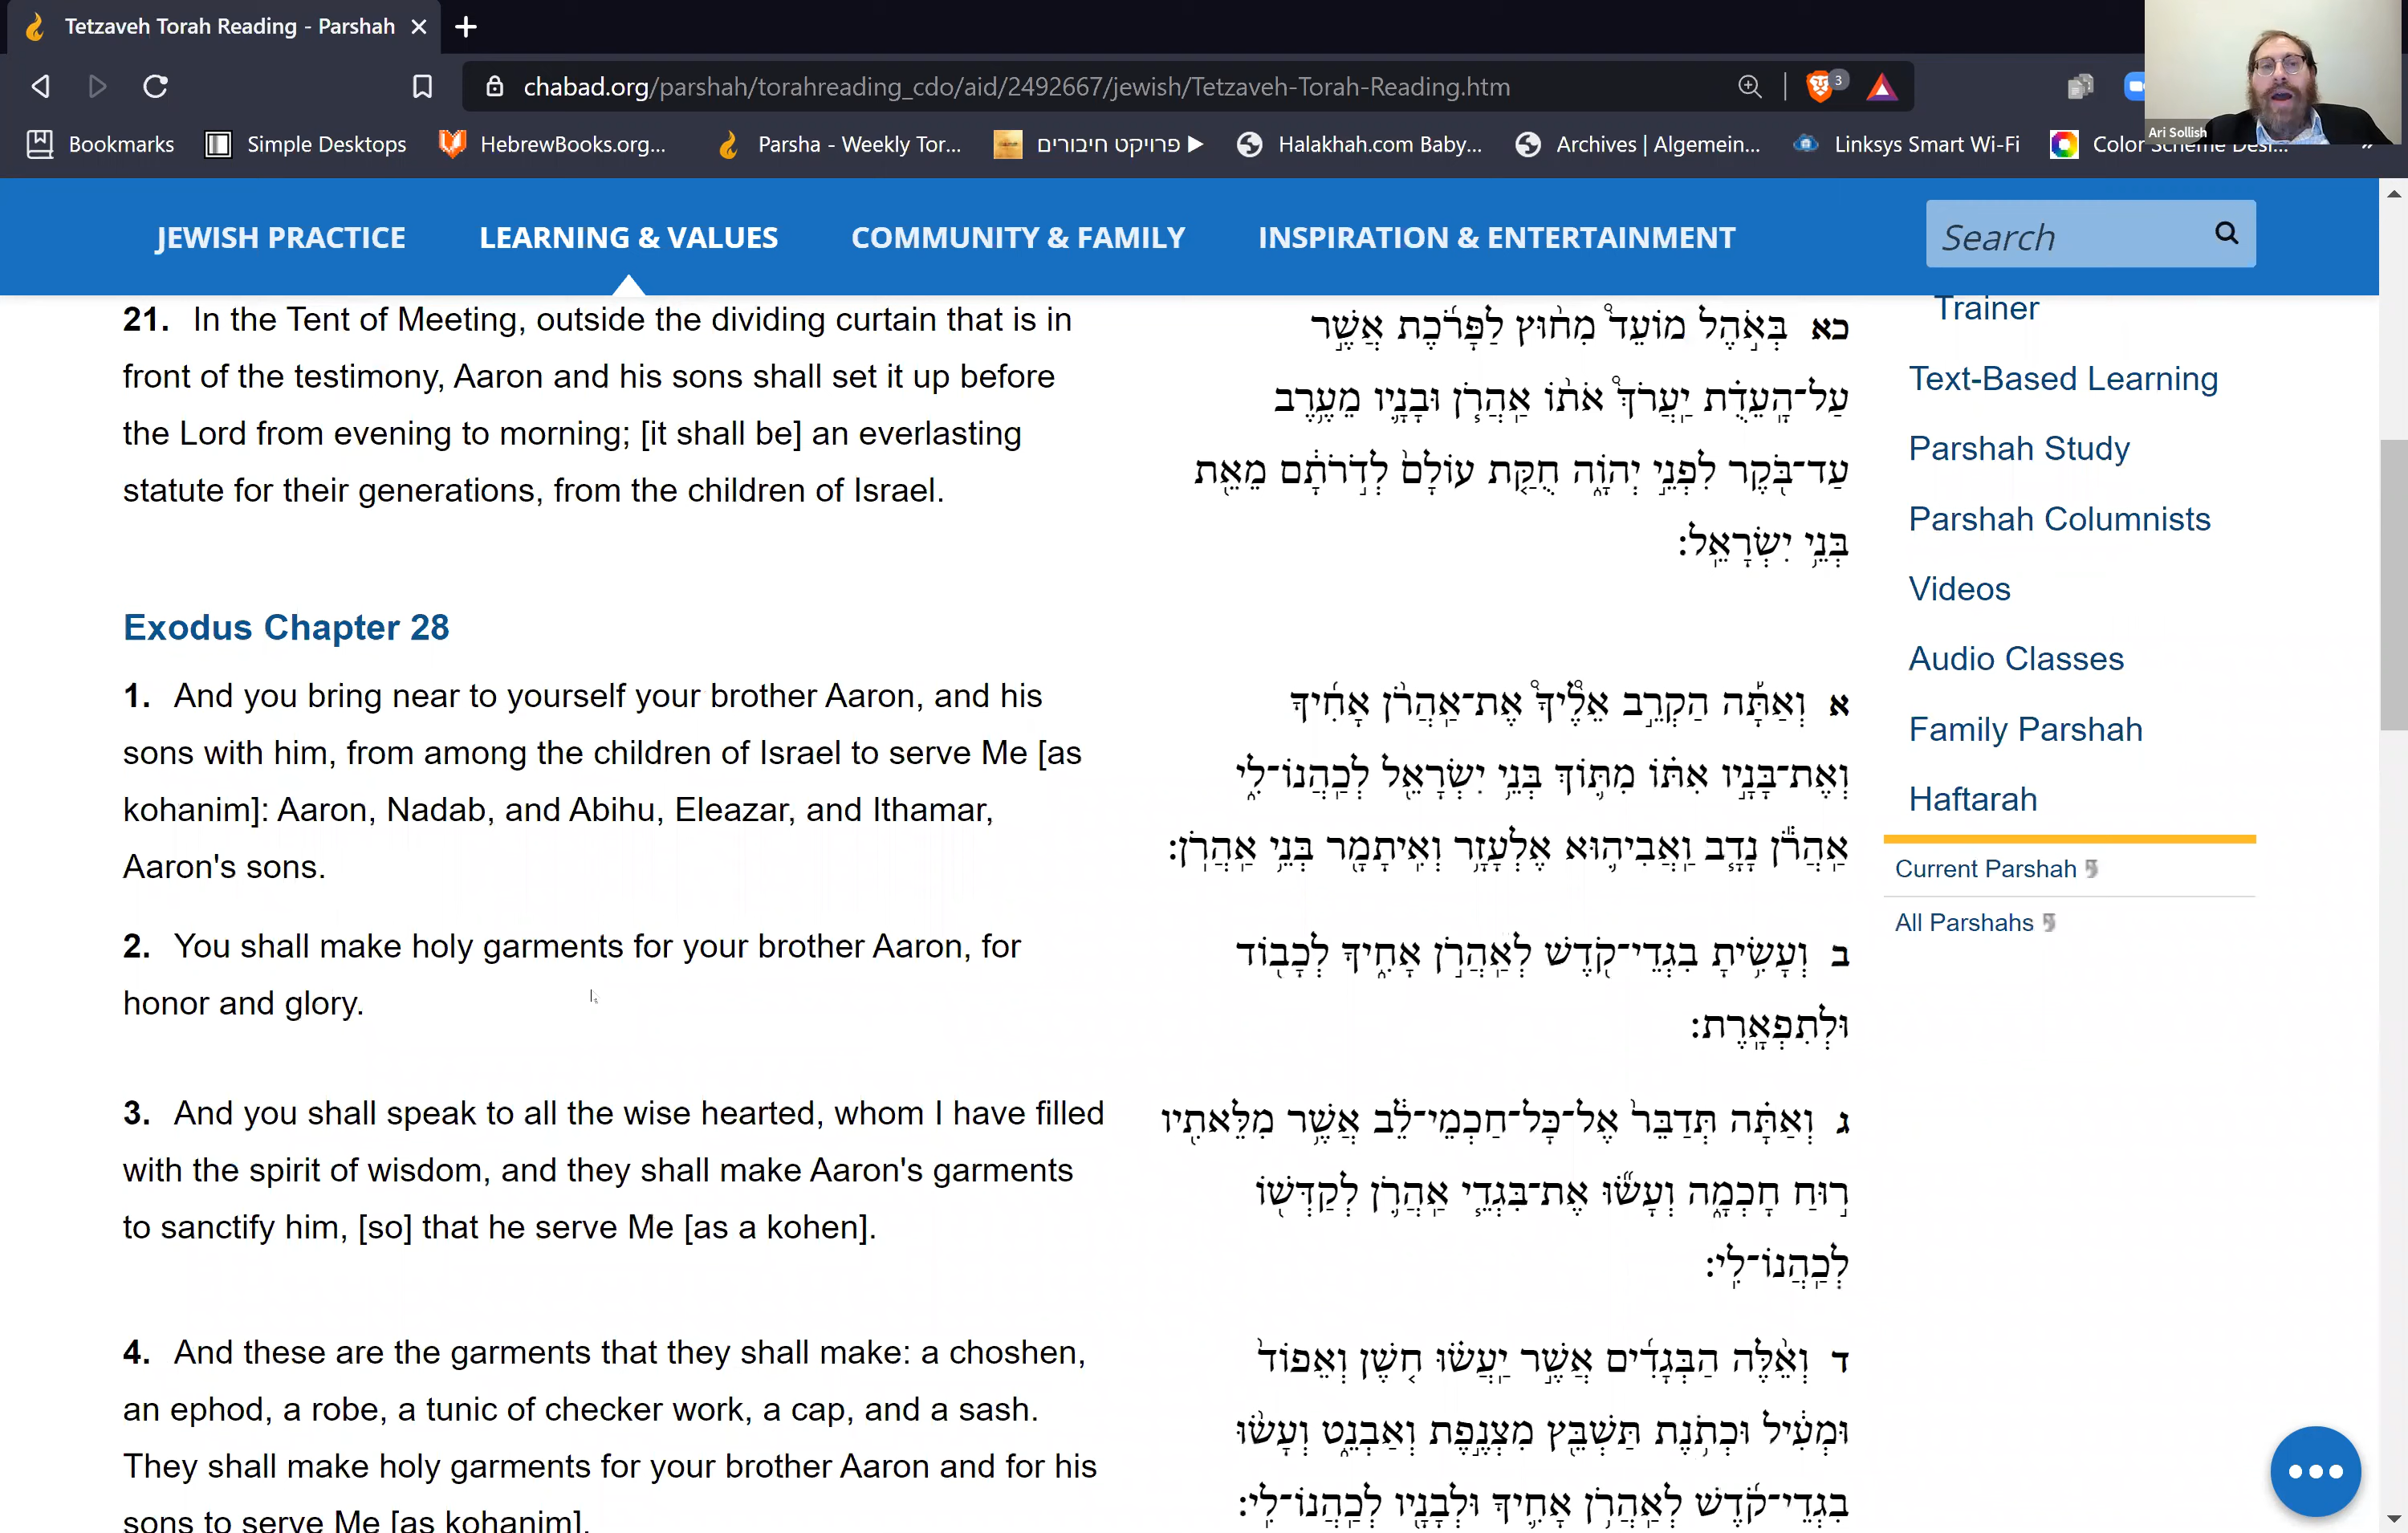 Tetzaveh Torah Reading - Parshah
chabad.org/parshah/torahreading_cdo/aid/2492667/jewish/Tetzaveh-Torah-Reading.htm
3
Ari Sollish
Bookmarks Simple Desktops HebrewBooks.org... Parsha - Weekly Tor... פרויקט חיבורים Halakhah.com Baby... Archives | Algemein... Linksys Smart Wi-Fi Color Scheme Desi... »
JEWISH PRACTICE LEARNING & VALUES COMMUNITY & FAMILY INSPIRATION & ENTERTAINMENT Search
21. In the Tent of Meeting, outside the dividing curtain that is in
front of the testimony, Aaron and his sons shall set it up before
the Lord from evening to morning; [it shall be] an everlasting
statute for their generations, from the children of Israel.
כא בְּאֹ֣הֶל מוֹעֵד֩ מִח֨וּץ לַפָּרֹ֜כֶת אֲשֶׁ֣ר
עַל־הָֽעֵדֻ֗ת יַֽעֲרֹךְ֩ אֹת֨וֹ אַֽהֲרֹ֧ן וּבָנָ֛יו מֵעֶ֥רֶב
עַד־בֹּ֖קֶר לִפְנֵ֣י יְהֹוָ֑ה חֻקַּ֤ת עוֹלָם֙ לְדֹ֣רֹתָ֔ם מֵאֵ֖ת
בְּנֵ֥י יִשְׂרָאֵֽל׃
Exodus Chapter 28
1. And you bring near to yourself your brother Aaron, and his
sons with him, from among the children of Israel to serve Me [as
kohanim]: Aaron, Nadab, and Abihu, Eleazar, and Ithamar,
Aaron's sons.
א וְאַתָּ֡ה הַקְרֵ֣ב אֵלֶ֩יךָ֩ אֶת־אַֽהֲרֹ֨ן אָחִ֜יךָ
וְאֶת־בָּנָ֣יו אִתּ֗וֹ מִתּ֛וֹךְ בְּנֵ֥י יִשְׂרָאֵ֖ל לְכַֽהֲנוֹ־לִ֑י
אַֽהֲרֹ֕ן נָדָ֧ב וַֽאֲבִיה֛וּא אֶלְעָזָ֥ר וְאִֽיתָמָ֖ר בְּנֵ֥י אַֽהֲרֹֽן׃
2. You shall make holy garments for your brother Aaron, for
honor and glory.
ב וְעָשִׂ֥יתָ בִגְדֵי־קֹ֖דֶשׁ לְאַֽהֲרֹ֣ן אָחִ֑יךָ לְכָב֖וֹד
וּלְתִפְאָֽרֶת׃
3. And you shall speak to all the wise hearted, whom I have filled
with the spirit of wisdom, and they shall make Aaron's garments
to sanctify him, [so] that he serve Me [as a kohen].
ג וְאַתָּ֗ה תְּדַבֵּר֙ אֶל־כָּל־חַכְמֵי־לֵ֔ב אֲשֶׁ֥ר מִלֵּאתִ֖יו
ר֣וּחַ חָכְמָ֑ה וְעָשׂ֞וּ אֶת־בִּגְדֵ֧י אַֽהֲרֹ֛ן לְקַדְּשׁ֖וֹ
לְכַֽהֲנוֹ־לִֽי׃
4. And these are the garments that they shall make: a choshen,
an ephod, a robe, a tunic of checker work, a cap, and a sash.
They shall make holy garments for your brother Aaron and for his
sons to serve Me [as kohanim].
ד וְאֵ֨לֶּה הַבְּגָדִ֜ים אֲשֶׁ֣ר יַֽעֲשׂ֗וּ חֹ֤שֶׁן וְאֵפוֹד֙
וּמְעִ֔יל וּכְתֹ֥נֶת תַּשְׁבֵּ֖ץ מִצְנֶ֣פֶת וְאַבְנֵ֑ט וְעָשׂ֨וּ
בִגְדֵי־קֹ֜דֶשׁ לְאַֽהֲרֹ֥ן אָחִ֛יךָ וּלְבָנָ֖יו לְכַֽהֲנוֹ־לִֽי׃
Trainer
Text-Based Learning
Parshah Study
Parshah Columnists
Videos
Audio Classes
Family Parshah
Haftarah
Current Parshah
All Parshahs